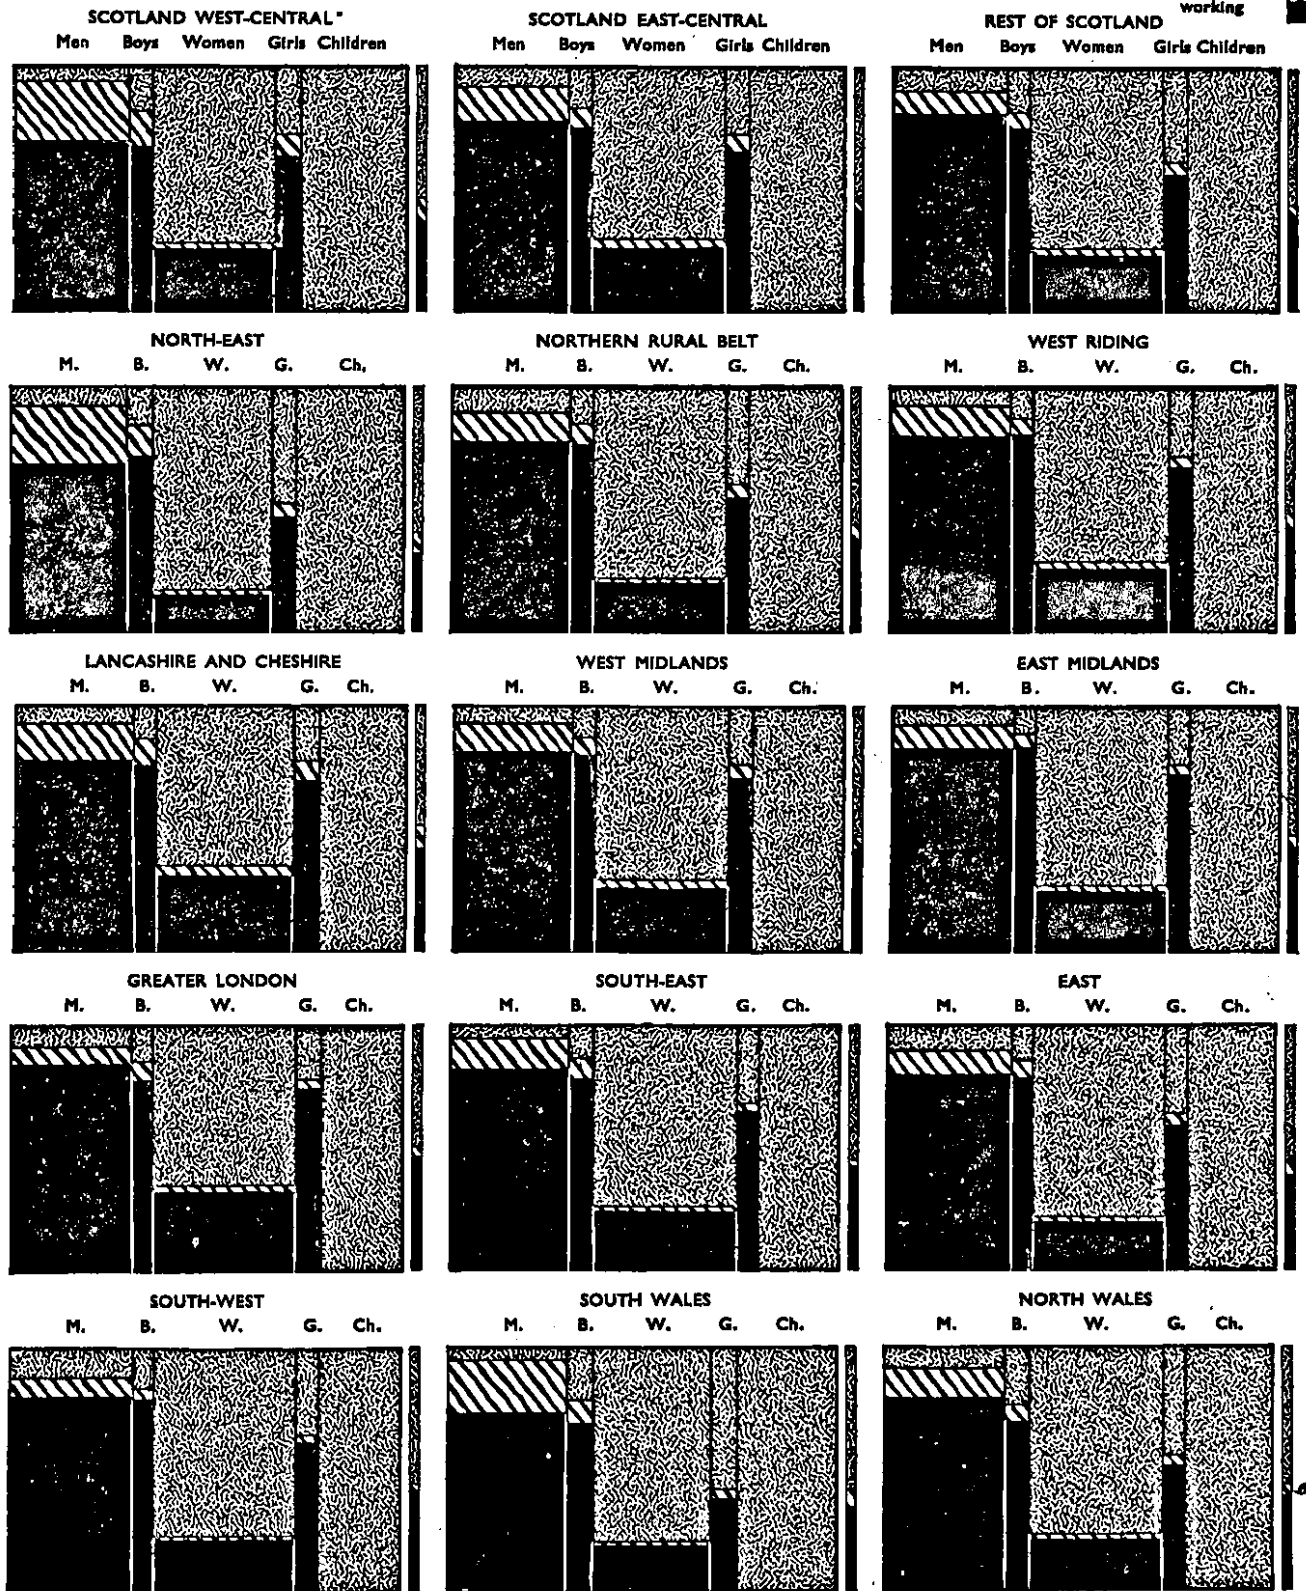 working
SCOTLAND WEST-CENTRAL"
Men Boys Women Girls Children
SCOTLAND EAST-CENTRAL
Men Boys Women Girls Children
REST OF SCOTLAND
Men Boys Women Girls Children
NORTH-EAST
M. B. W. G. Ch.
NORTHERN RURAL BELT
M. B. W. G. Ch.
WEST RIDING
M. B. W. G. Ch.
LANCASHIRE AND CHESHIRE
M. B. W. G. Ch.
WEST MIDLANDS
M. B. W. G. Ch.
EAST MIDLANDS
M. B. W. G. Ch.
GREATER LONDON
M. B. W. G. Ch.
SOUTH-EAST
M. B. W. G. Ch.
EAST
M. B. W. G. Ch.
SOUTH-WEST
M. B. W. G. Ch.
SOUTH WALES
M. B. W. G. Ch.
NORTH WALES
M. B. W. G. Ch.